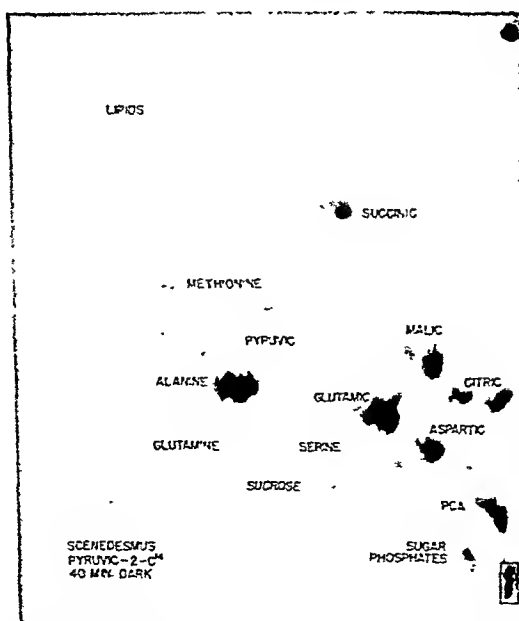 LIPIDS
SUCCINIC
METHIONINE
PYRUVIC
MALIC
ALANINE
GLUTAMIC
CITRIC
GLUTAMINE
SERINE
ASPARTIC
SUCROSE
PGA
SCENEDESMUS
PYRUVIC-2-C¹⁴
40 MIN. DARK
SUGAR
PHOSPHATES